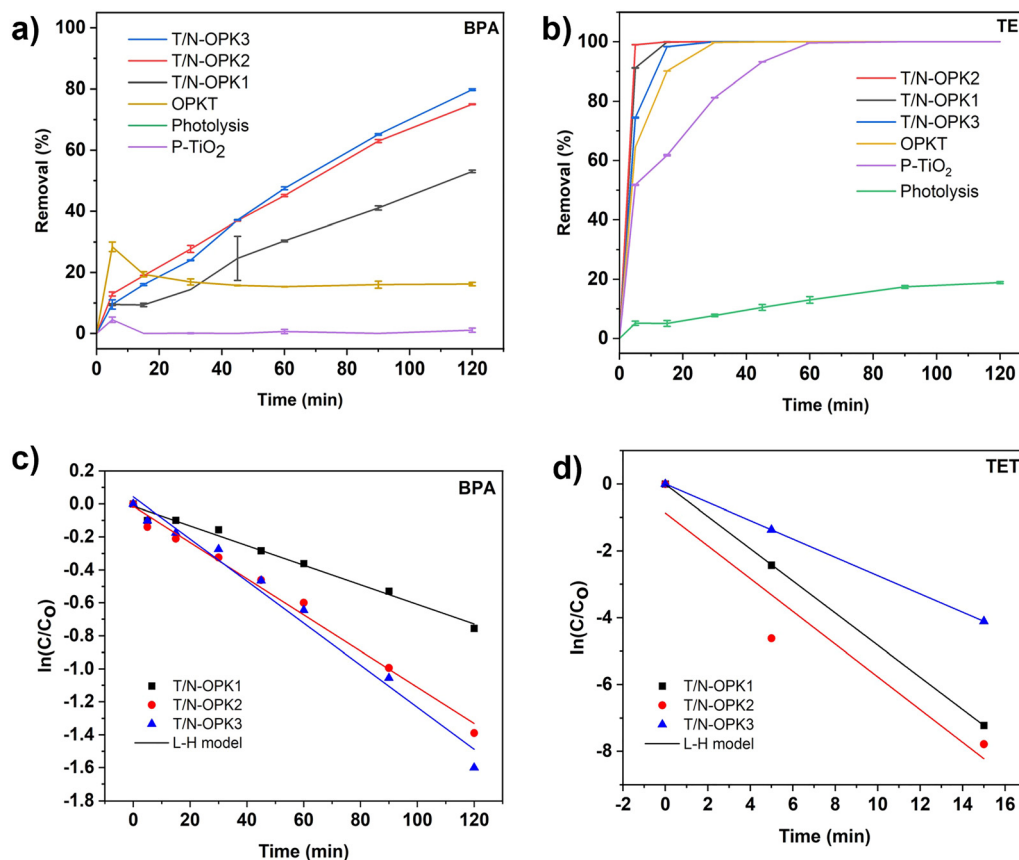 a)
BPA
T/N-OPK3
T/N-OPK2
T/N-OPK1
OPKT
Photolysis
P-TiO₂
Removal (%)
100
80
60
40
20
0
0 20 40 60 80 100 120
Time (min)
b)
TE
T/N-OPK2
T/N-OPK1
T/N-OPK3
OPKT
P-TiO₂
Photolysis
Removal (%)
100
80
60
40
20
0
0 20 40 60 80 100 120
Time (min)
c)
BPA
ln(C/C₀)
0.2
0.0
-0.2
-0.4
-0.6
-0.8
-1.0
-1.2
-1.4
-1.6
-1.8
T/N-OPK1
T/N-OPK2
T/N-OPK3
L-H model
0 20 40 60 80 100 120
Time (min)
d)
TET
ln(C/C₀)
0
-2
-4
-6
-8
T/N-OPK1
T/N-OPK2
T/N-OPK3
L-H model
-2 0 2 4 6 8 10 12 14 16
Time (min)